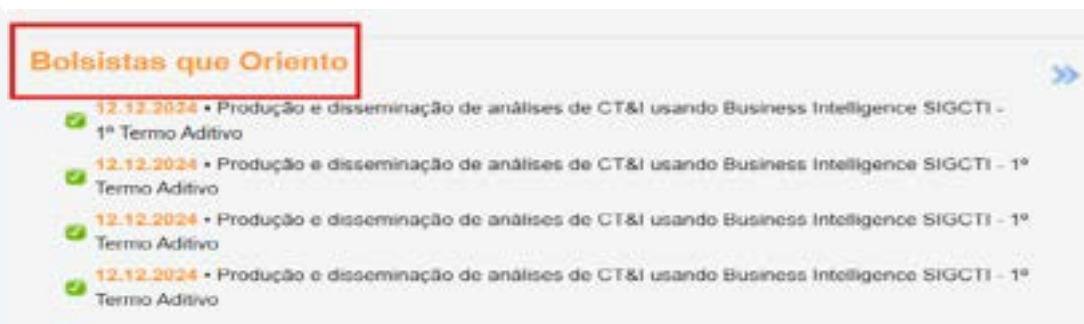 Bolsistas que Oriento
12.12.2024 • Produção e disseminação de análises de CT&I usando Business Intelligence SIGCTI -
1º Termo Aditivo
12.12.2024 • Produção e disseminação de análises de CT&I usando Business Intelligence SIGCTI - 1º
Termo Aditivo
12.12.2024 • Produção e disseminação de análises de CT&I usando Business Intelligence SIGCTI - 1º
Termo Aditivo
12.12.2024 • Produção e disseminação de análises de CT&I usando Business Intelligence SIGCTI - 1º
Termo Aditivo